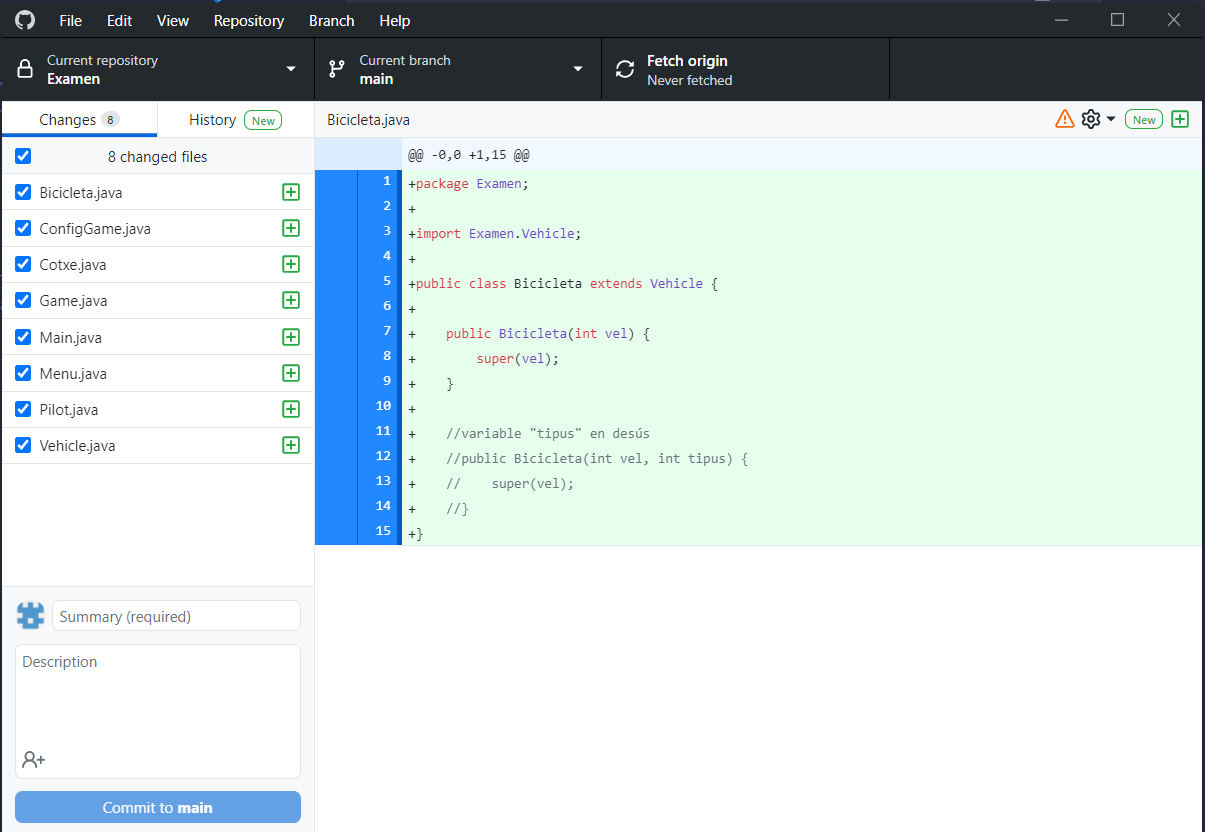 File Edit View Repository Branch Help
Current repository
Examen
Current branch
main
Fetch origin
Never fetched
Changes 8
History New
Bicicleta.java
New
8 changed files
Bicicleta.java
ConfigGame.java
Cotxe.java
Game.java
Main.java
Menu.java
Pilot.java
Vehicle.java
Summary (required)
Description
Commit to main
@@ -0,0 +1,15 @@
1 +package Examen;
2 +
3 +import Examen.Vehicle;
4 +
5 +public class Bicicleta extends Vehicle {
6 +
7 +    public Bicicleta(int vel) {
8 +        super(vel);
9 +    }
10 +
11 +    //variable "tipus" en desús
12 +    //public Bicicleta(int vel, int tipus) {
13 +    //    super(vel);
14 +    //}
15 +}